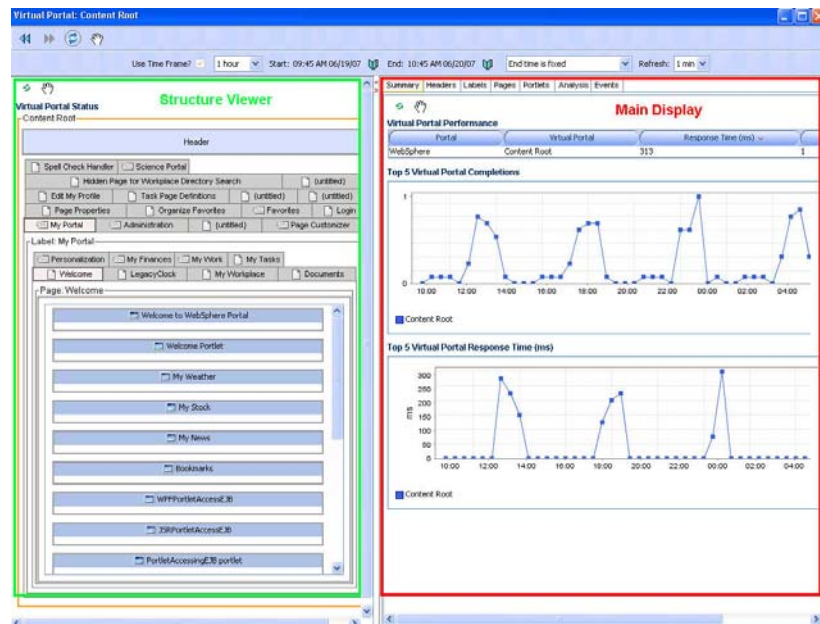 Virtual Portal: Content Root
Use Time Frame? 1 hour Start: 09:45 AM 06/19/07 End: 10:45 AM 06/20/07 End time is fixed Refresh: 1 min
Structure Viewer
Virtual Portal Status
Content Root
Header
Spell Check Handler Science Portal
Hidden Page for Workplace Directory Search (untitled)
Edit My Profile Task Page Definitions (untitled) (untitled)
Page Properties Organize Favorites Favorites Login
My Portal Administration (untitled) Page Customizer
Label: My Portal
Personalization My Finances My Work My Tasks
Welcome LegacyClock My Workplace Documents
Page: Welcome
Welcome to WebSphere Portal
Welcome Portlet
My Weather
My Stock
My News
Bookmarks
WPFPortletAccessEJB
JSRPortletAccessEJB
PortletAccessingEJB portlet
Summary Headers Labels Pages Portlets Analysis Events
Main Display
Virtual Portal Performance
Portal Virtual Portal Response Time (ms)
WebSphere Content Root 313 1
Top 5 Virtual Portal Completions
1
0
10:00 12:00 14:00 16:00 18:00 20:00 22:00 00:00 02:00 04:00
Content Root
Top 5 Virtual Portal Response Time (ms)
300
250
200
150
100
50
0
ms
10:00 12:00 14:00 16:00 18:00 20:00 22:00 00:00 02:00 04:00
Content Root